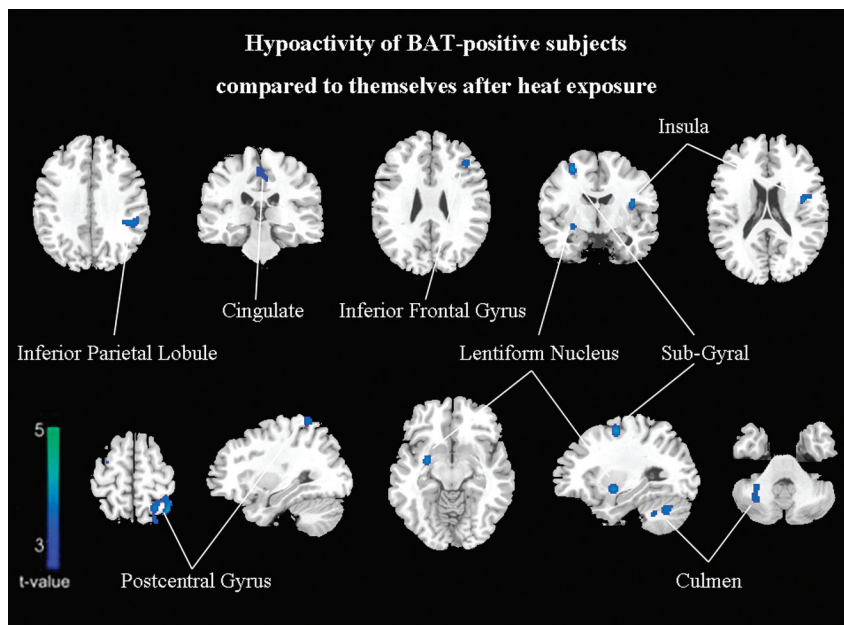 Hypoactivity of BAT-positive subjects
compared to themselves after heat exposure
Insula
Cingulate
Inferior Frontal Gyrus
Inferior Parietal Lobule
Lentiform Nucleus
Sub-Gyral
5
3
t-value
Postcentral Gyrus
Culmen